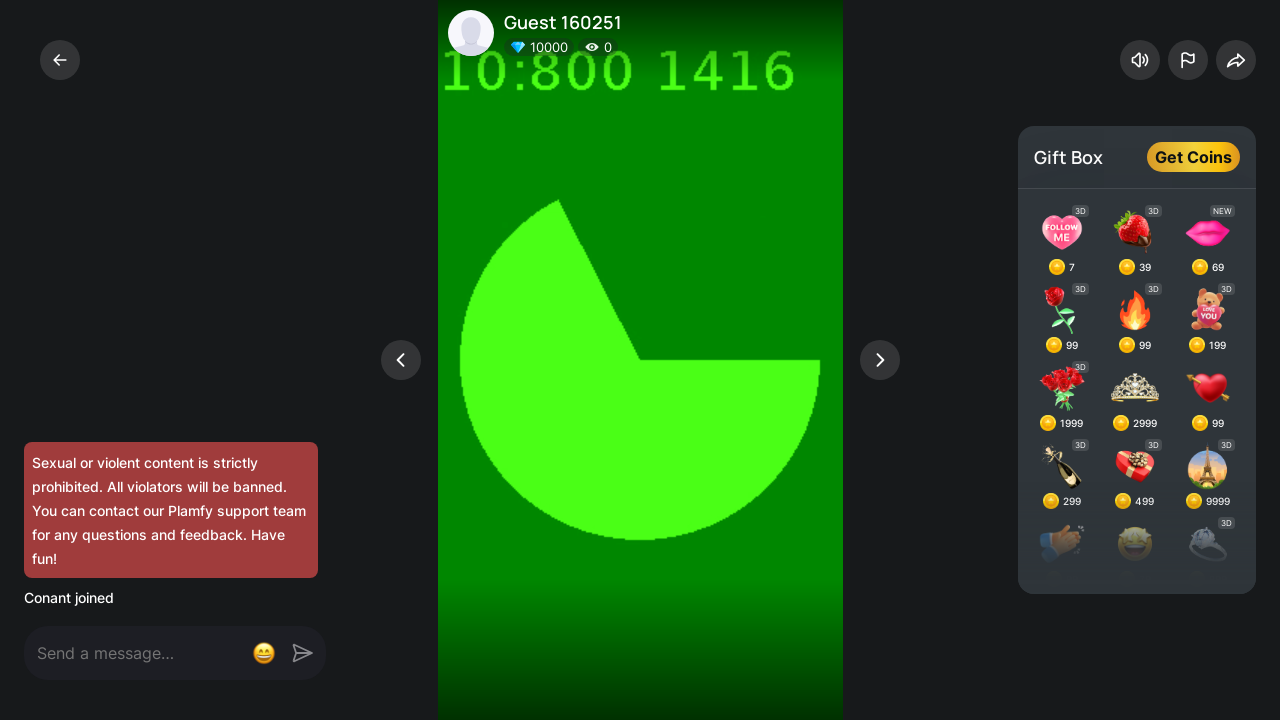 Guest 160251
10000 0
10:800 1416
Gift Box
Get Coins
3D 3D NEW
FOLLOW ME
7 39 69
3D 3D 3D
LOVE YOU
99 99 199
3D
1999 2999 99
3D 3D 3D
299 499 9999
3D
Sexual or violent content is strictly
prohibited. All violators will be banned.
You can contact our Plamfy support team
for any questions and feedback. Have
fun!
Conant joined
Send a message...